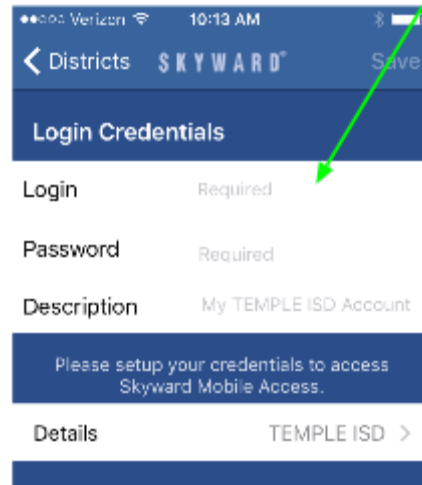 Verizon 10:13 AM
Districts SKYWARD® Save
Login Credentials
Login Required
Password Required
Description My TEMPLE ISD Account
Please setup your credentials to access
Skyward Mobile Access.
Details TEMPLE ISD >